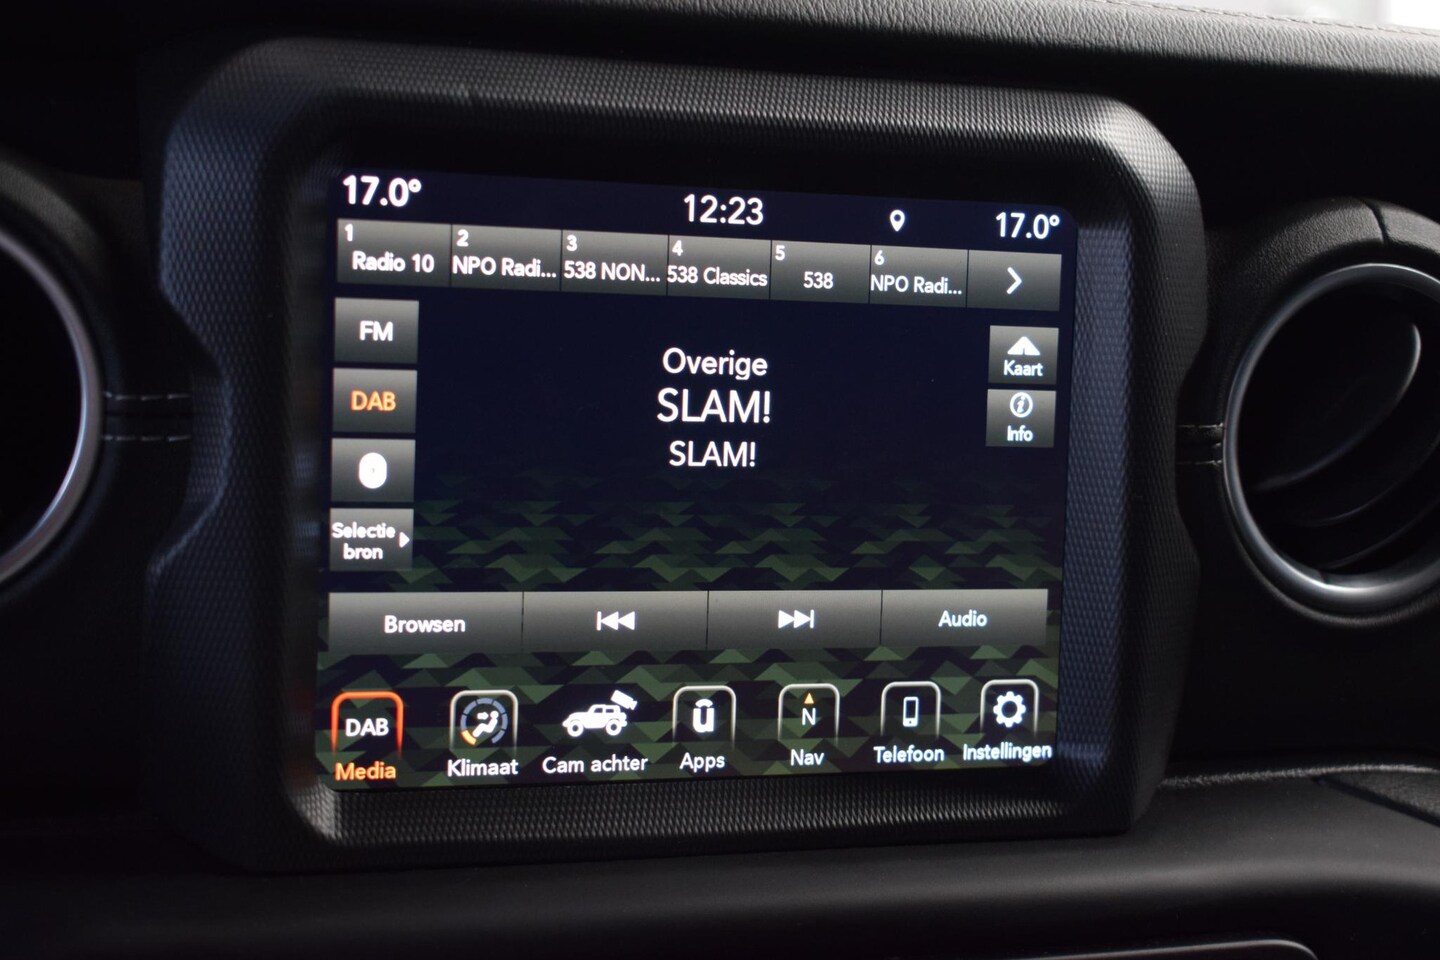 17.0° 12:23 17.0°
1 Radio 10
2 NPO Radi...
3 538 NON...
4 538 Classics
5 538
6 NPO Radi...
FM
DAB
Selectie
bron
Overige
SLAM!
SLAM!
Kaart
Info
Browsen
Audio
DAB
Media
Klimaat
Cam achter
Apps
N
Nav
Telefoon
Instellingen